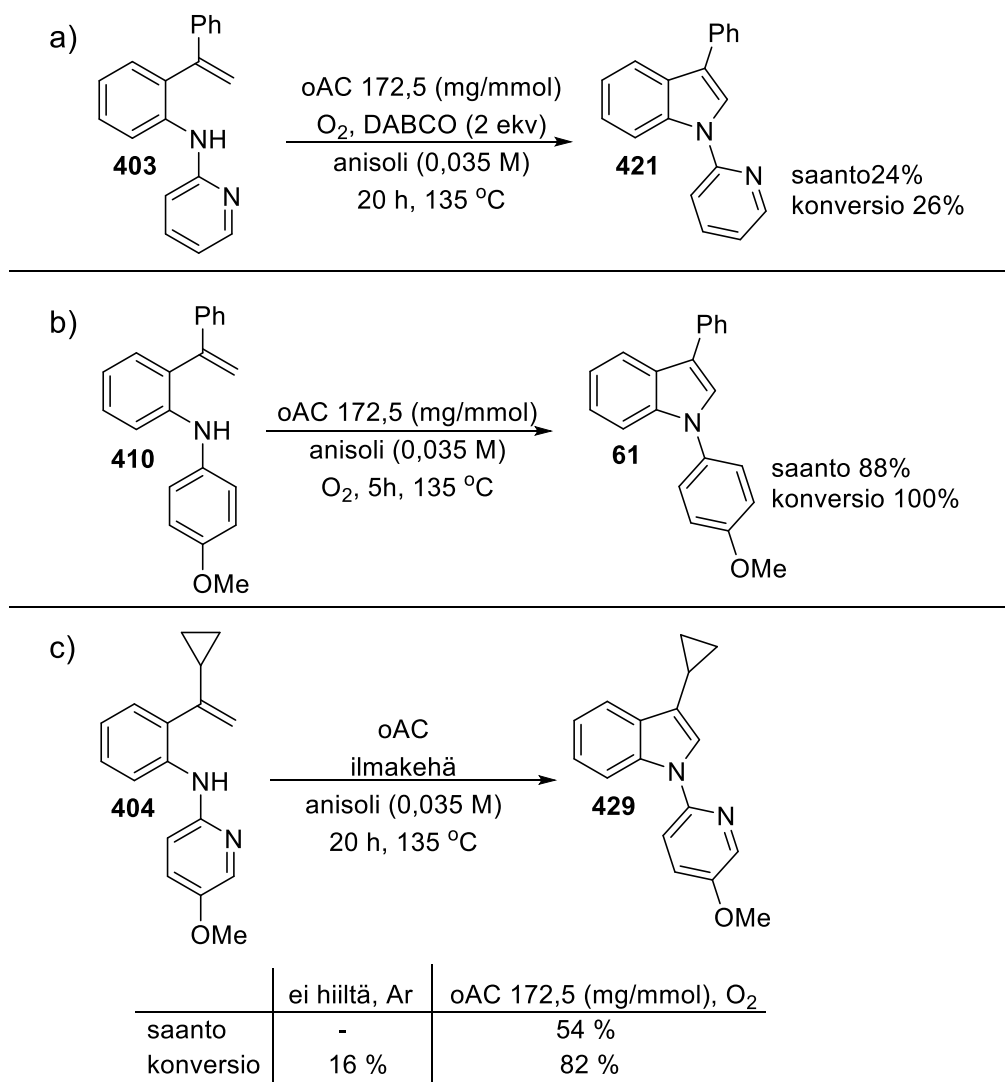 a)
Ph
NH
403
N
oAC 172,5 (mg/mmol)
O2, DABCO (2 ekv)
anisoli (0,035 M)
20 h, 135 oC
Ph
N
421
N
saanto24%
konversio 26%
b)
Ph
NH
410
OMe
oAC 172,5 (mg/mmol)
anisoli (0,035 M)
O2, 5h, 135 oC
Ph
N
61
OMe
saanto 88%
konversio 100%
c)
NH
404
N
OMe
oAC
ilmakehä
anisoli (0,035 M)
20 h, 135 oC
N
429
N
OMe
ei hiiltä, Ar oAC 172,5 (mg/mmol), O2
saanto - 54 %
konversio 16 % 82 %